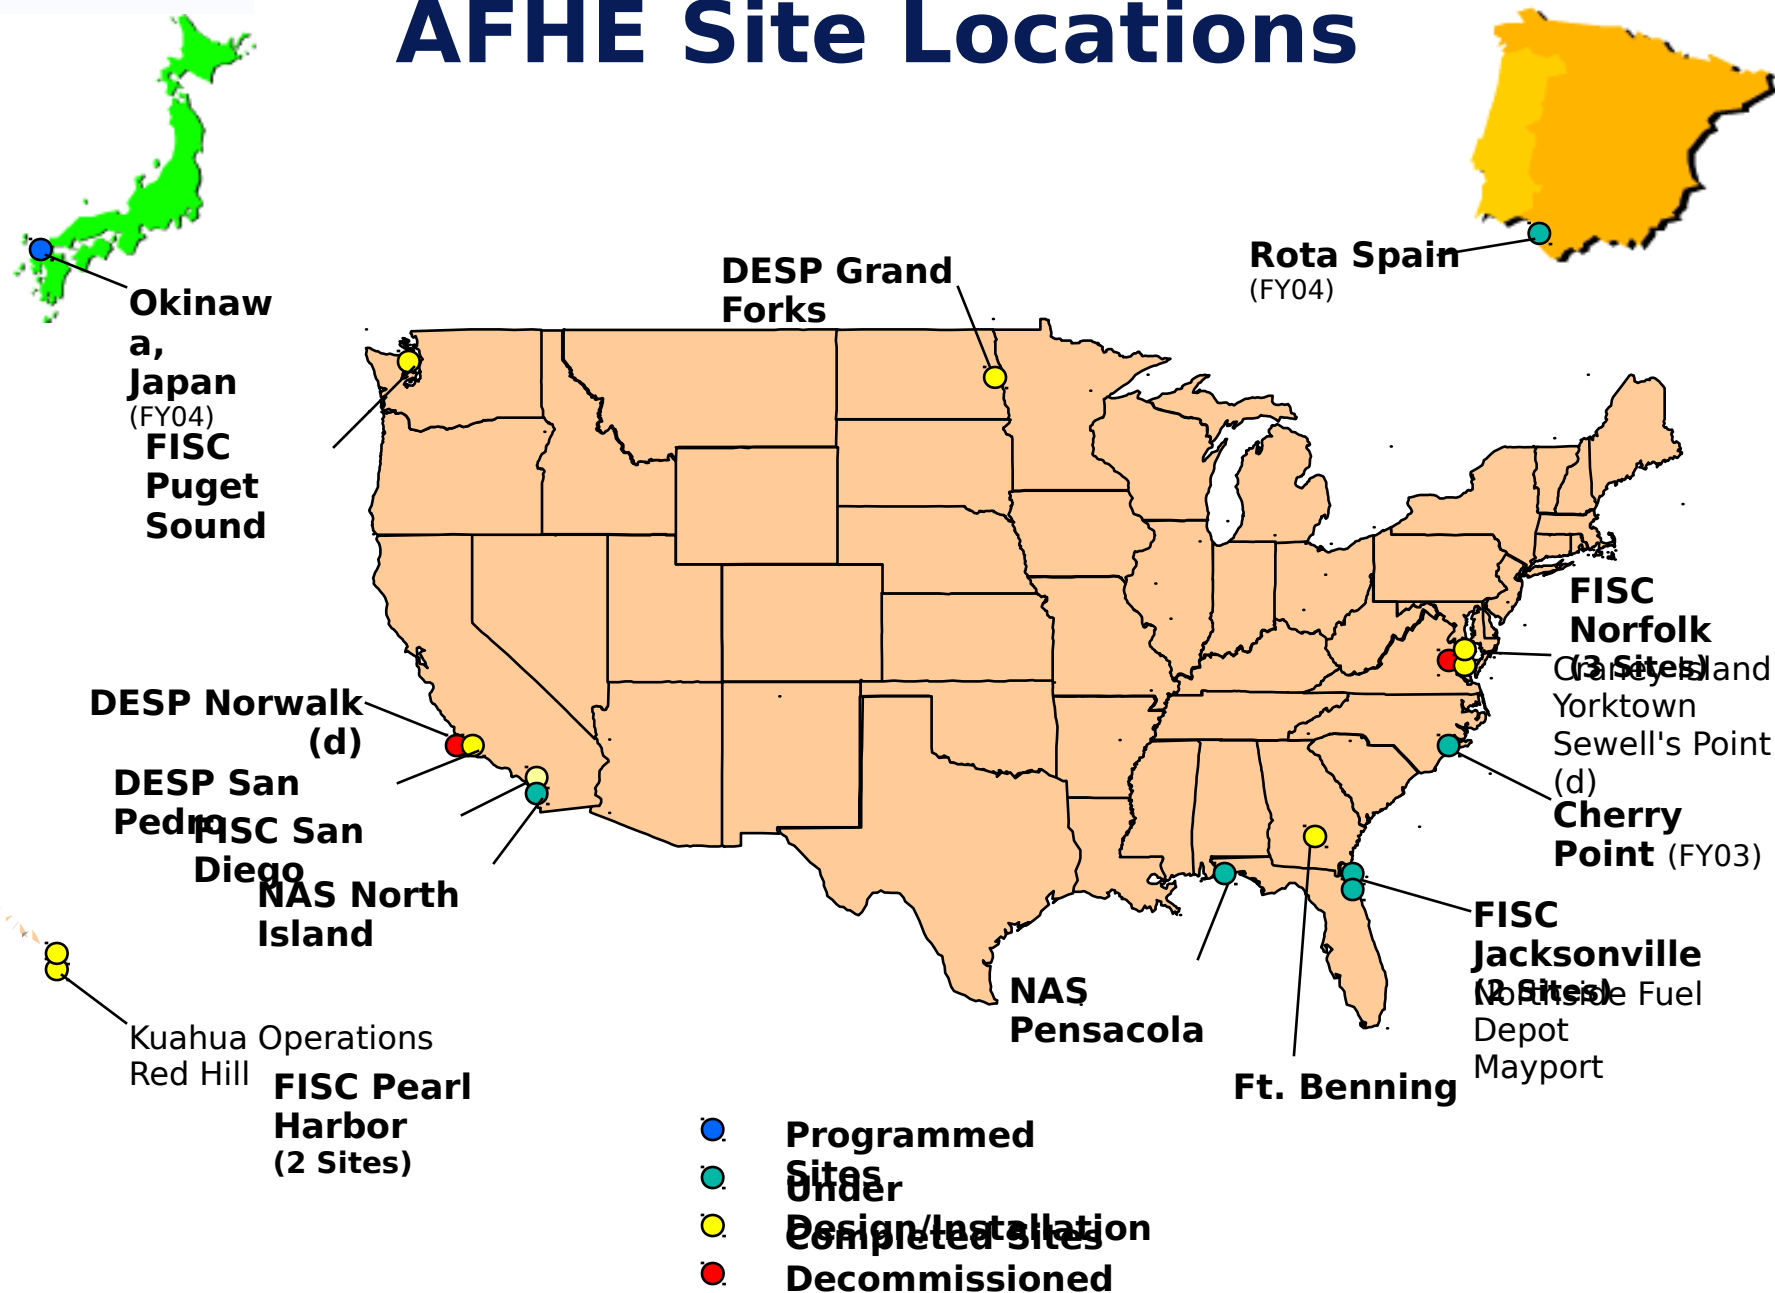 AFHE Site Locations
Rota Spain
(FY04)
DESP Grand
Forks
Okinaw
a,
Japan
(FY04)
FISC
Puget
Sound
FISC
Norfolk
(3 Sites)
Craney Island
Yorktown
Sewell's Point
(d)
DESP Norwalk
(d)
DESP San
Pedro
FISC San
Diego
NAS North
Island
Cherry
Point (FY03)
FISC
Jacksonville
(2 Sites)
Northside Fuel
Depot
Mayport
NAS
Pensacola
Ft. Benning
Kuahua Operations
Red Hill
FISC Pearl
Harbor
(2 Sites)
Programmed
Sites
Under
Design/Installation
Completed Sites
Decommissioned